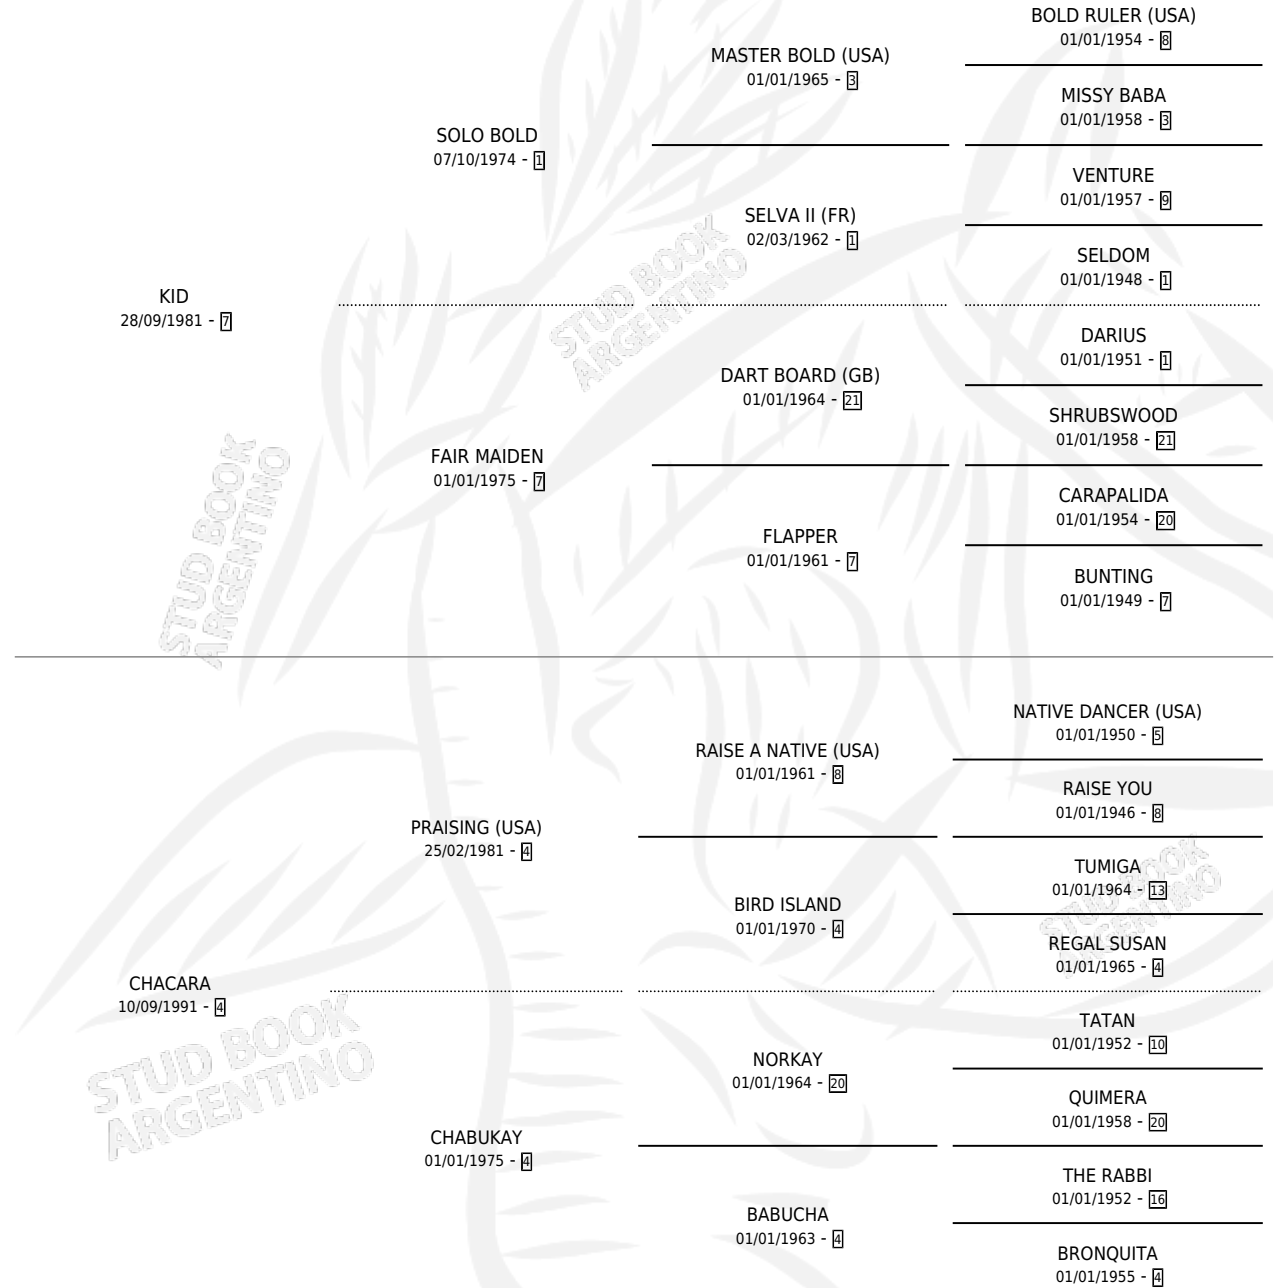 BOLD RULER (USA)
01/01/1954 - 8
MASTER BOLD (USA)
01/01/1965 - 3
MISSY BABA
01/01/1958 - 3
SOLO BOLD
07/10/1974 - 1
VENTURE
01/01/1957 - 9
SELVA II (FR)
02/03/1962 - 1
SELDOM
01/01/1948 - 1
KID
28/09/1981 - 7
DARIUS
01/01/1951 - 1
DART BOARD (GB)
01/01/1964 - 21
SHRUBSWOOD
01/01/1958 - 21
FAIR MAIDEN
01/01/1975 - 7
CARAPALIDA
01/01/1954 - 20
FLAPPER
01/01/1961 - 7
BUNTING
01/01/1949 - 7
STUD BOOK
ARGENTINO
STUD BOOK
ARGENTINO
NATIVE DANCER (USA)
01/01/1950 - 5
RAISE A NATIVE (USA)
01/01/1961 - 8
RAISE YOU
01/01/1946 - 8
PRAISING (USA)
25/02/1981 - 4
TUMIGA
01/01/1964 - 13
BIRD ISLAND
01/01/1970 - 4
REGAL SUSAN
01/01/1965 - 4
STUD BOOK
ARGENTINO
CHACARA
10/09/1991 - 4
TATAN
01/01/1952 - 10
NORKAY
01/01/1964 - 20
QUIMERA
01/01/1958 - 20
STUD BOOK
ARGENTINO
CHABUKAY
01/01/1975 - 4
THE RABBI
01/01/1952 - 16
BABUCHA
01/01/1963 - 4
BRONQUITA
01/01/1955 - 4